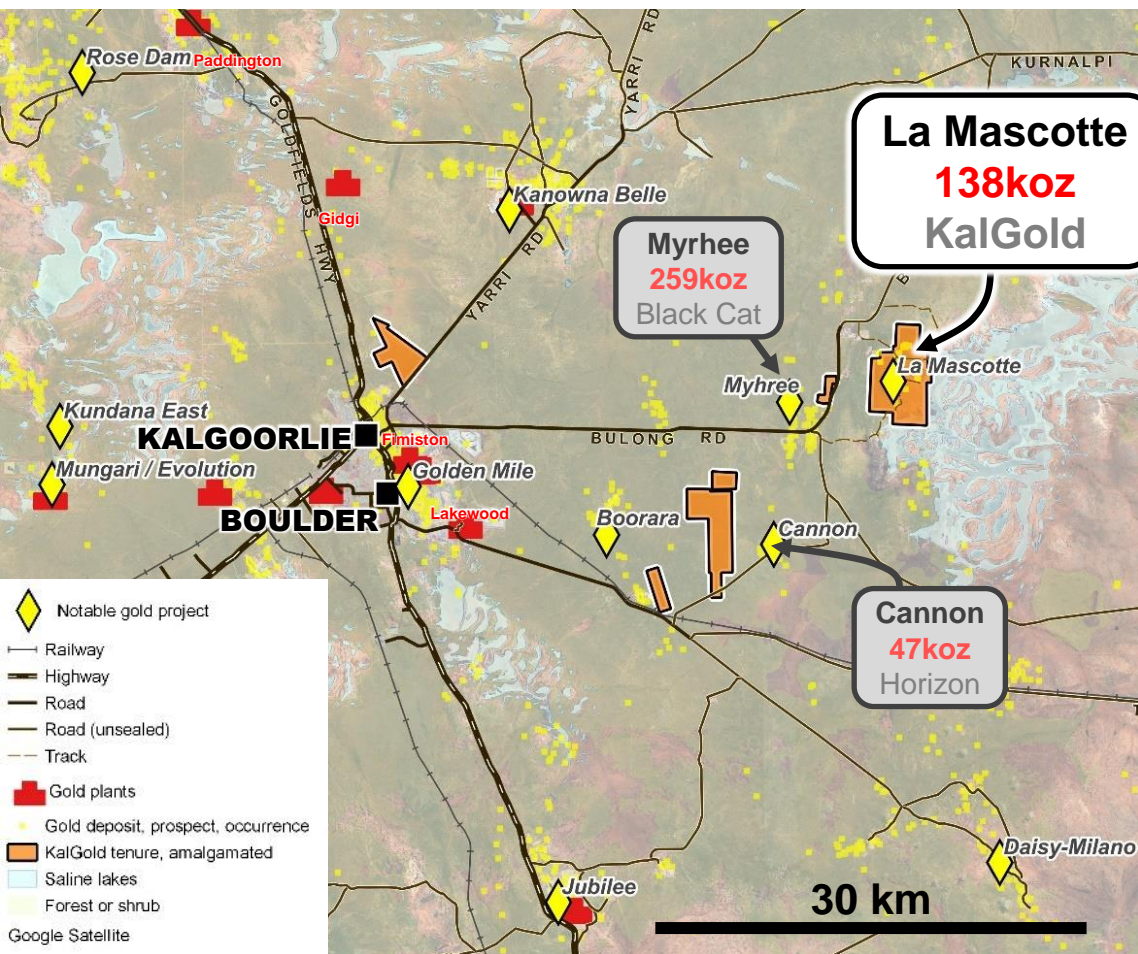 Rose Dam
Paddington
GOLDFIELDS HWY
YARRI RD
KURNALPI
La Mascotte
138koz
KalGold
Gidgi
Kanowna Belle
YARRI RD
Myrhee
259koz
Black Cat
B
La Mascotte
Myhree
Kundana East
KALGOORLIE
Fimiston
BULONG RD
Mungari / Evolution
Golden Mile
BOULDER
Lakewood
Boorara
Cannon
Cannon
47koz
Horizon
Notable gold project
Railway
Highway
Road
Road (unsealed)
Track
Gold plants
Gold deposit, prospect, occurrence
KalGold tenure, amalgamated
Saline lakes
Forest or shrub
Google Satellite
Daisy-Milano
Jubilee
30 km